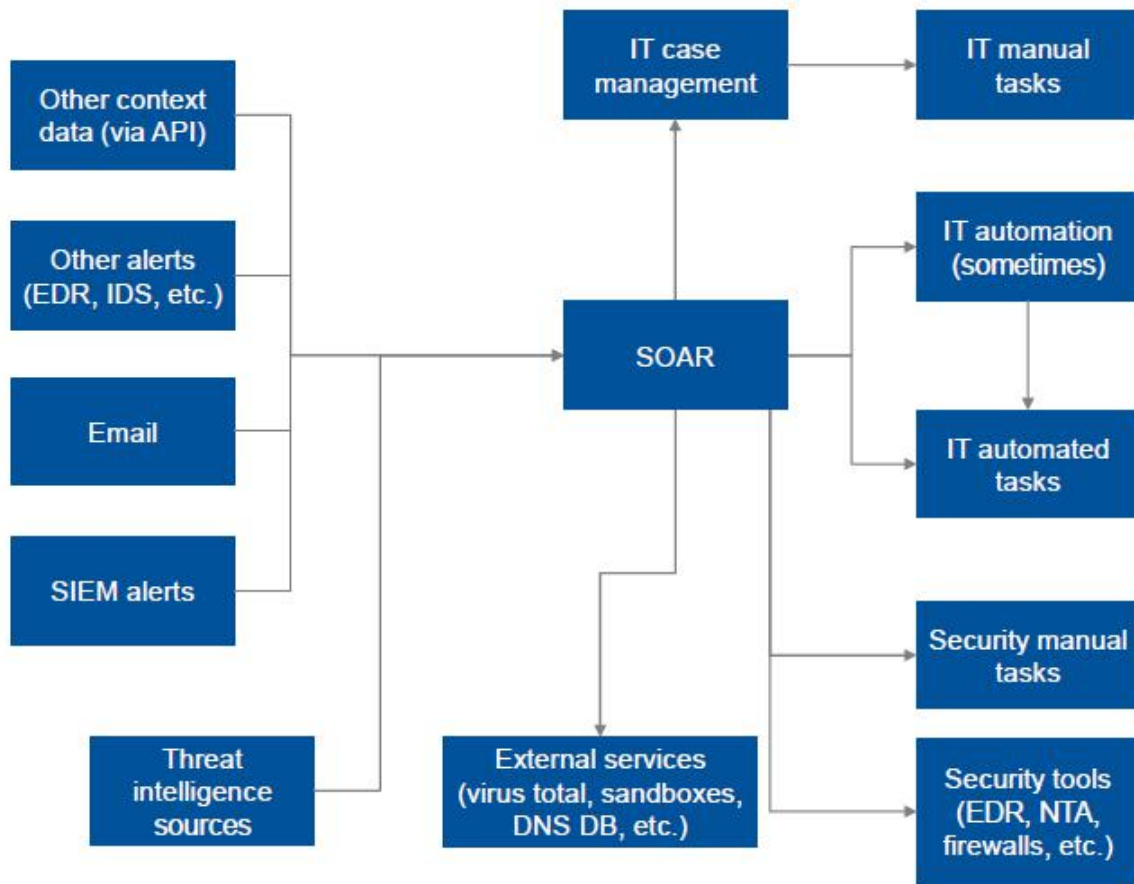 Other context
data (via API)
Other alerts
(EDR, IDS, etc.)
Email
SIEM alerts
Threat
intelligence
sources
IT case
management
SOAR
External services
(virus total, sandboxes,
DNS DB, etc.)
IT manual
tasks
IT automation
(sometimes)
IT automated
tasks
Security manual
tasks
Security tools
(EDR, NTA,
firewalls, etc.)